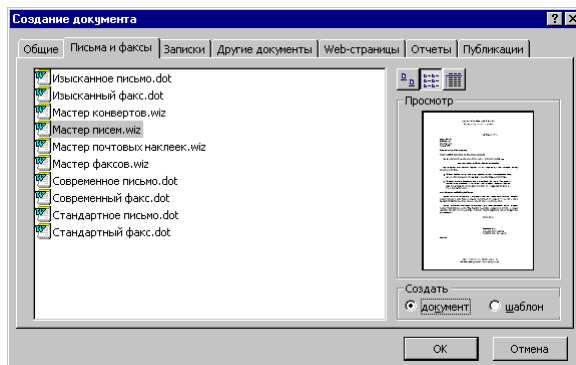 Создание документа
Общие Письма и факсы Записки Другие документы Web-страницы Отчеты Публикации
Изысканное письмо.dot
Изысканный факс.dot
Мастер конвертов.wiz
Мастер писем.wiz
Мастер почтовых наклеек.wiz
Мастер факсов.wiz
Современное письмо.dot
Современный факс.dot
Стандартное письмо.dot
Стандартный факс.dot
Просмотр
Создать
документ шаблон
ОК Отмена